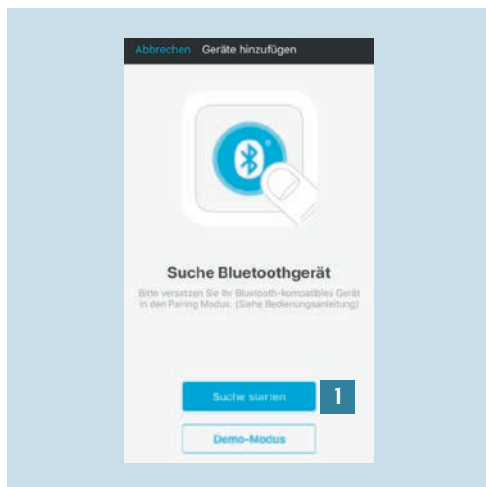 Abbrechen Geräte hinzufügen
Suche Bluetoothgerät
Bitte versetzen Sie Ihr Bluetooth-kompatibles Gerät
in den Pairing Modus. (Siehe Bedienungsanleitung)
Suche starten 1
Demo-Modus